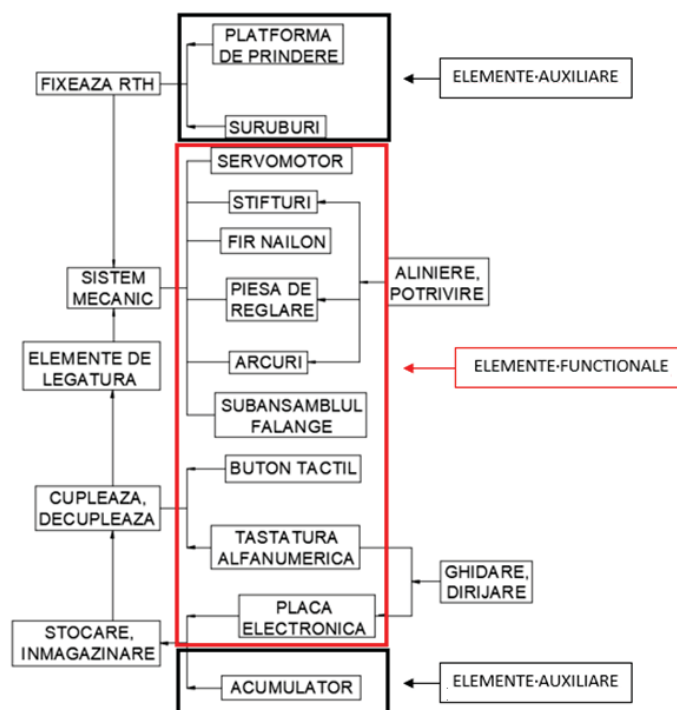 PLATFORMA
DE PRINDERE
ELEMENTE·AUXILIARE
FIXEAZA RTH
SURUBURI
SERVOMOTOR
STIFTURI
FIR NAILON
SISTEM
MECANIC
PIESA DE
REGLARE
ALINIERE,
POTRIVIRE
ELEMENTE DE
LEGATURA
ARCURI
ELEMENTE·FUNCTIONALE
SUBANSAMBLUL
FALANGE
BUTON TACTIL
CUPLEAZA,
DECUPLEAZA
TASTATURA
ALFANUMERICA
GHIDARE,
DIRIJARE
PLACA
ELECTRONICA
STOCARE,
INMAGAZINARE
ACUMULATOR
ELEMENTE·AUXILIARE